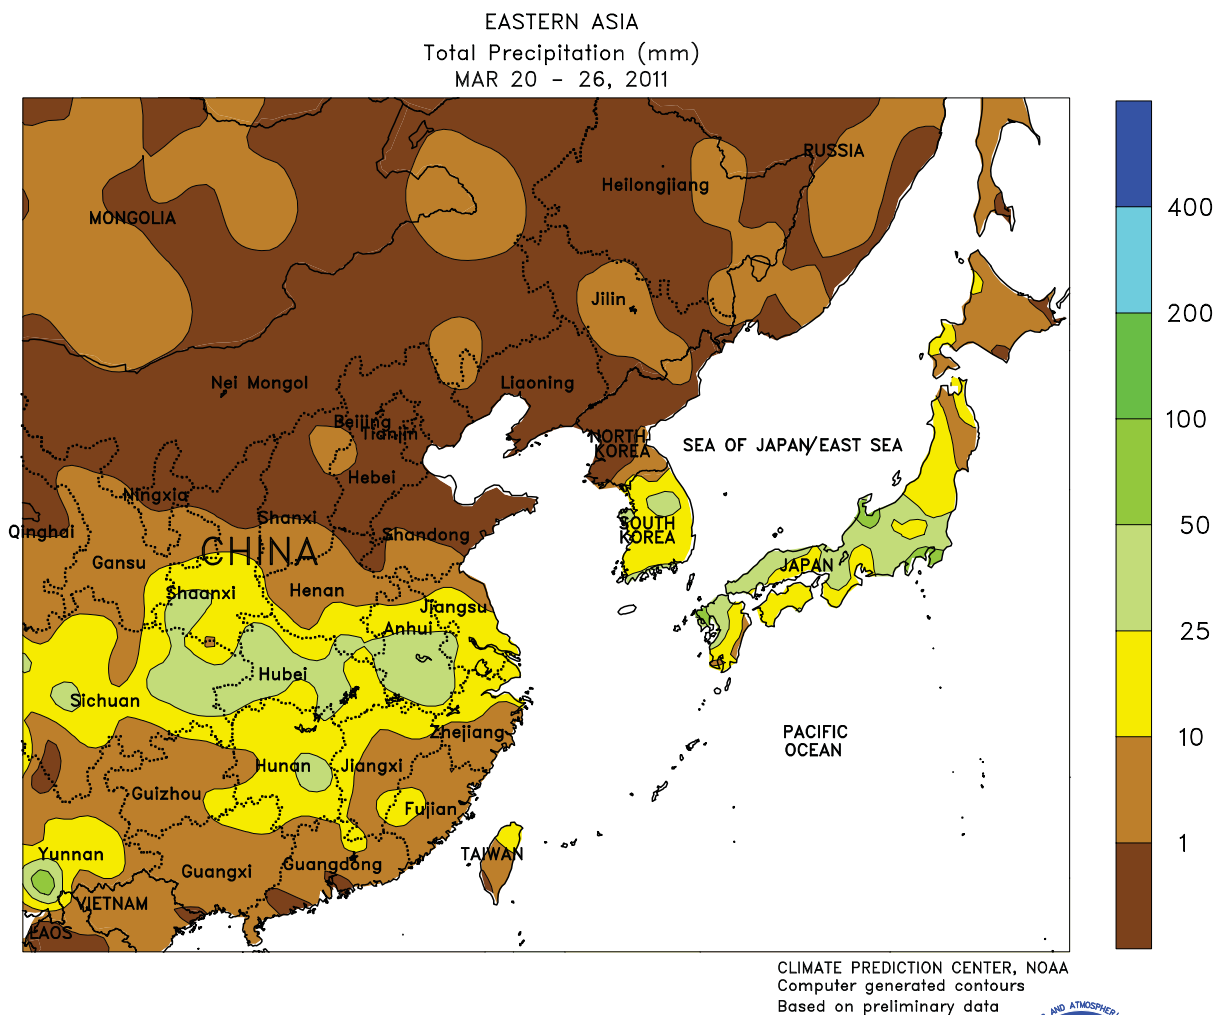 EASTERN ASIA
Total Precipitation (mm)
MAR 20 - 26, 2011
RUSSIA
Heilongjiang
MONGOLIA
400
Jilin
200
Nei Mongol
Liaoning
100
Beijing
Tianjin
NORTH
KOREA
SEA OF JAPAN/EAST SEA
Hebei
Ningxia
Shanxi
SOUTH
KOREA
50
Qinghai
Shandong
CHINA
Gansu
JAPAN
Shaanxi
Henan
Jiangsu
Anhui
25
Hubei
Sichuan
Zhejiang
PACIFIC
OCEAN
10
Hunan
Jiangxi
Guizhou
Fujian
1
Yunnan
Guangxi
Guangdong
TAIWAN
VIETNAM
LAOS
CLIMATE PREDICTION CENTER, NOAA
Computer generated contours
Based on preliminary data
AND ATMOSPHERI